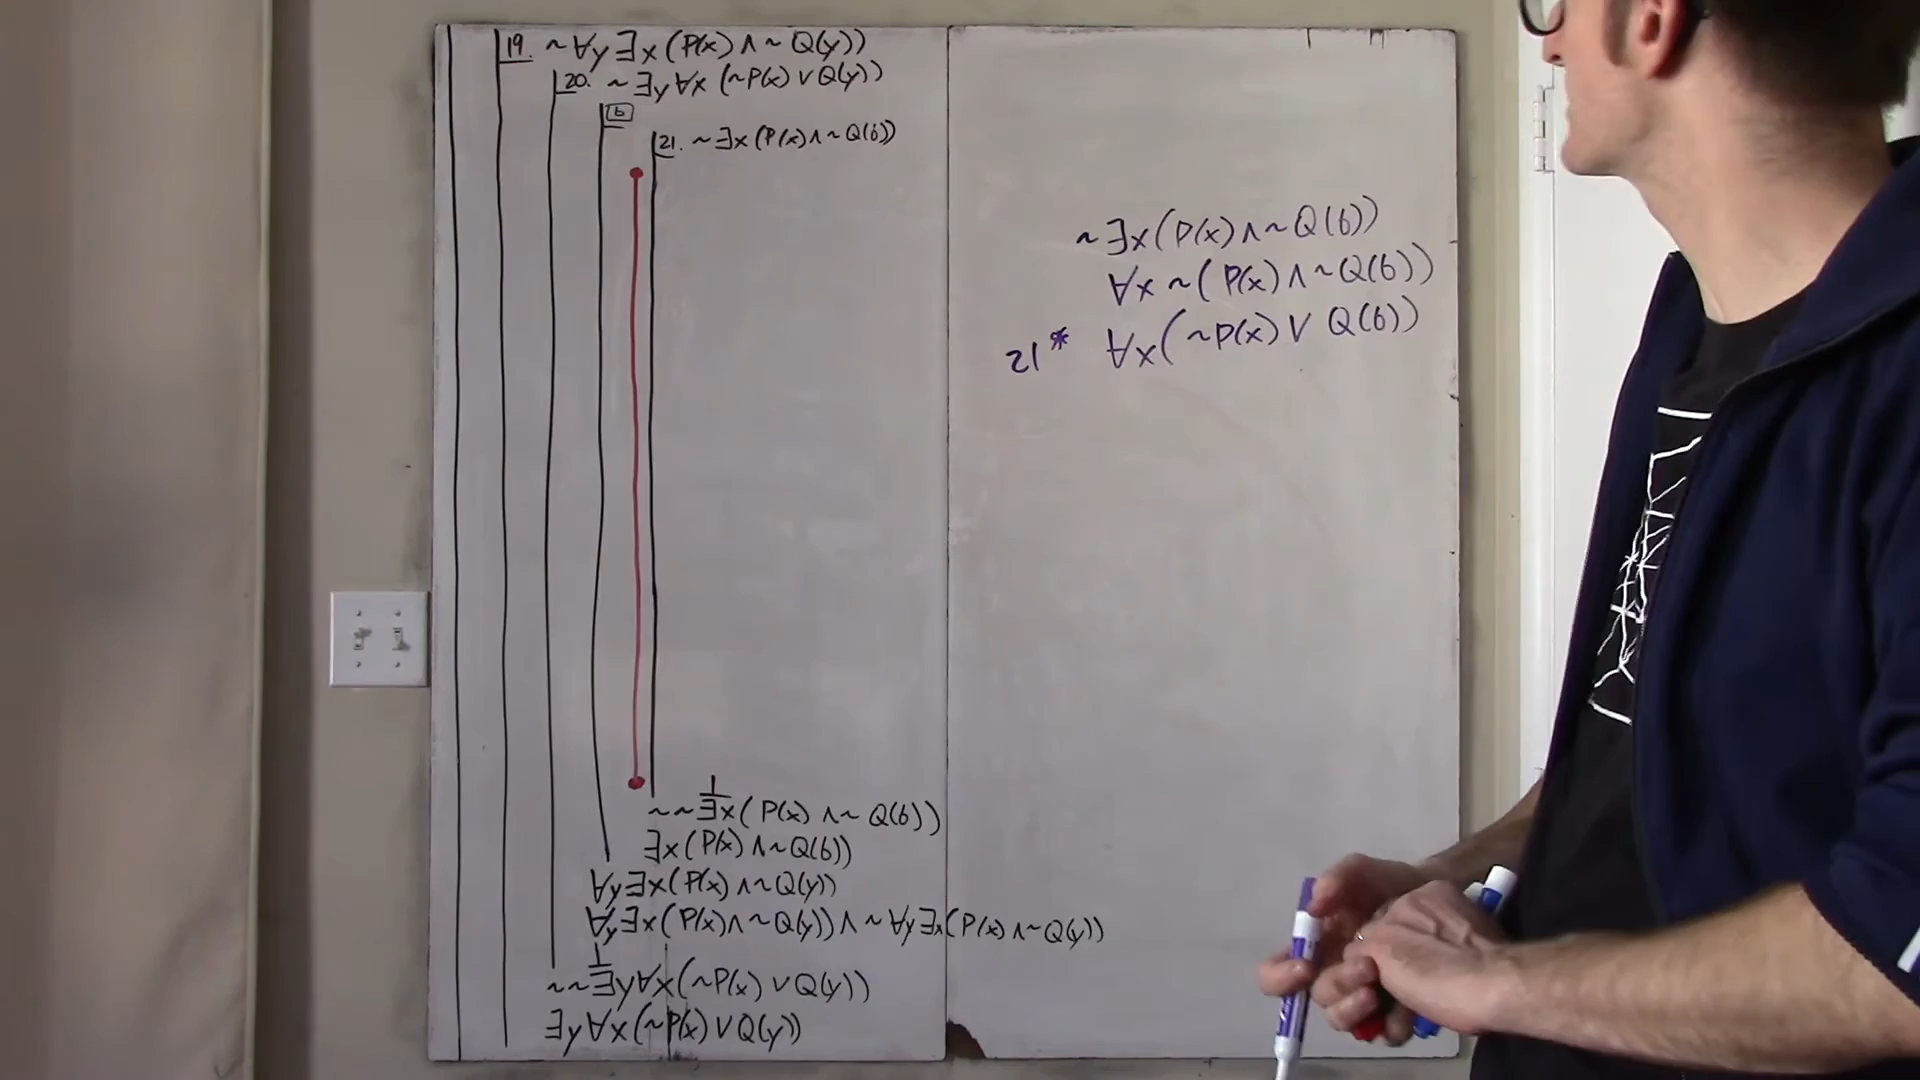 19. ~∀y∃x(P(x)∧~Q(y))
20. ~∃y∀x(~P(x)∨Q(y))
b
21. ~∃x(P(x)∧~Q(b))
⊥
~~∃x(P(x)∧~Q(b))
∃x(P(x)∧~Q(b))
∀y∃x(P(x)∧~Q(y))
∀y∃x(P(x)∧~Q(y))∧~∀y∃x(P(x)∧~Q(y))
⊥
~~∃y∀x(~P(x)∨Q(y))
∃y∀x(~P(x)∨Q(y))
~∃x(P(x)∧~Q(b))
∀x~(P(x)∧~Q(b))
21* ∀x(~P(x)∨Q(b))